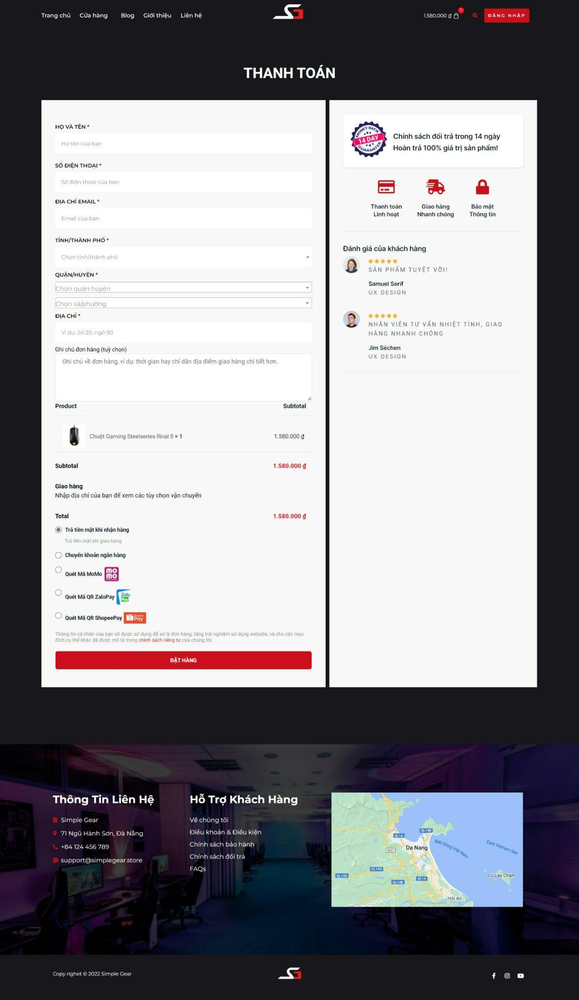 Trang chủ
Cửa hàng
Blog
Giới thiệu
Liên hệ
1.580.000 ₫
1
ĐĂNG NHẬP
THANH TOÁN
HỌ VÀ TÊN *
Họ tên của bạn
SỐ ĐIỆN THOẠI *
Số điện thoại của bạn
ĐỊA CHỈ EMAIL *
Email của bạn
TỈNH/THÀNH PHỐ *
Chọn tỉnh/thành phố
QUẬN/HUYỆN *
Chọn quận huyện
Chọn xã/phường
ĐỊA CHỈ *
Ví dụ: Số 20, ngõ 90
Ghi chú đơn hàng (tuỳ chọn)
Ghi chú về đơn hàng, ví dụ: thời gian hay chỉ dẫn địa điểm giao hàng chi tiết hơn.
Product
Subtotal
Chuột Gaming Steelseries Rival 5 × 1
1.580.000 ₫
Subtotal
1.580.000 ₫
Giao hàng
Nhập địa chỉ của bạn để xem các tùy chọn vận chuyển
Total
1.580.000 ₫
Trả tiền mặt khi nhận hàng
Trả tiền mặt khi giao hàng
Chuyển khoản ngân hàng
Quét Mã MoMo
mo
mo
Quét Mã QR ZaloPay
Zalo
Pay
Quét Mã QR ShopeePay
Pay
Thông tin cá nhân của bạn sẽ được sử dụng để xử lý đơn hàng, tăng trải nghiệm sử dụng website, và cho các mục
đích cụ thể khác đã được mô tả trong chính sách riêng tư của chúng tôi.
ĐẶT HÀNG
MONEY BACK
14 DAY
GUARANTEE
Chính sách đổi trả trong 14 ngày
Hoàn trả 100% giá trị sản phẩm!
Thanh toán
Linh hoạt
Giao hàng
Nhanh chóng
Bảo mật
Thông tin
Đánh giá của khách hàng
SẢN PHẨM TUYỆT VỜI!
Samuel Serif
UX DESIGN
NHÂN VIÊN TƯ VẤN NHIỆT TÌNH, GIAO
HÀNG NHANH CHÓNG
Jim Séchen
UX DESIGN
Thông Tin Liên Hệ
Simple Gear
71 Ngũ Hành Sơn, Đà Nẵng
+84 124 456 789
support@simplegear.store
Hỗ Trợ Khách Hàng
Về chúng tôi
Điều khoản & Điều kiện
Chính sách bảo hành
Chính sách đổi trả
FAQs
QL14B
QL1A
Biển Đông Việt Nam
East Vietnam Sea
AH1
Da Nang
QL14G
QL14G
QL1A
QL14B
Cù Lao Chàm
Hội An
Copy righet © 2022 Simple Gear